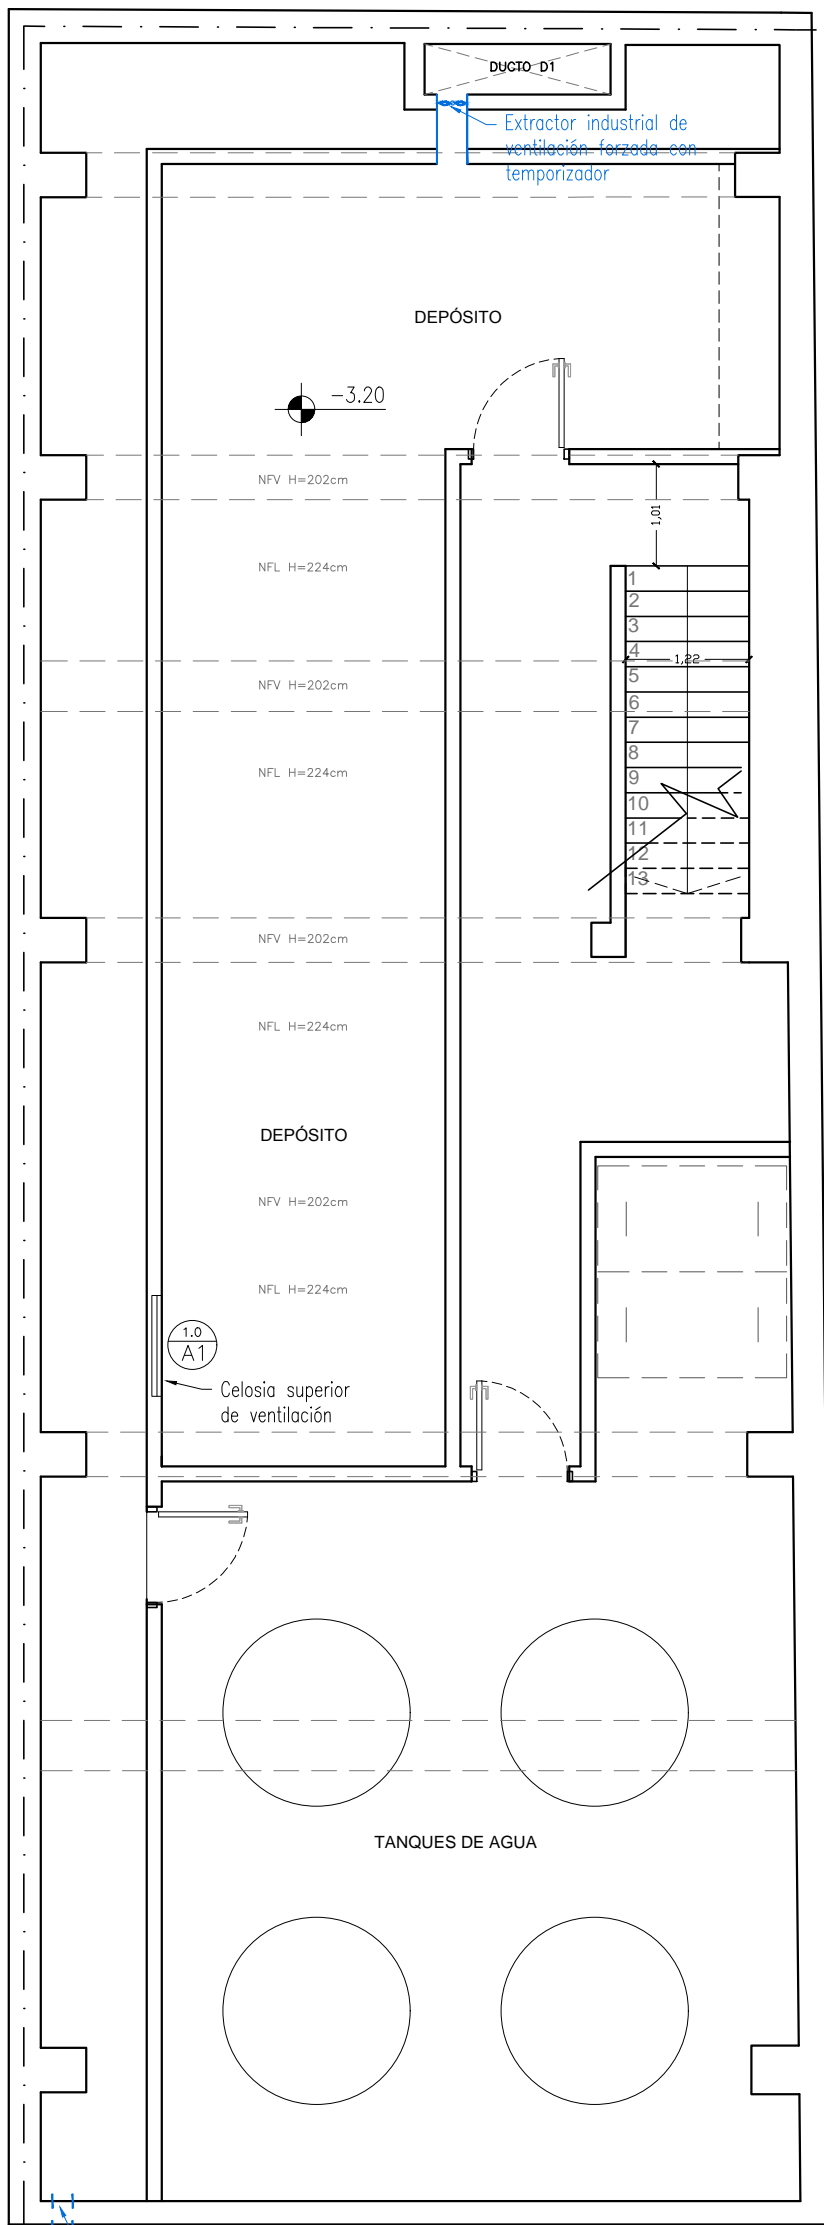 DUCTO D1
Extractor industrial de
ventilación forzada con
temporizador
DEPÓSITO
-3.20
NFV H=202cm
1,01
NFL H=224cm
1
2
3
4
1,22
5
NFV H=202cm
6
7
8
NFL H=224cm
9
10
11
12
13
NFV H=202cm
NFL H=224cm
DEPÓSITO
NFV H=202cm
NFL H=224cm
1.0
A1
Celosia superior
de ventilación
TANQUES DE AGUA